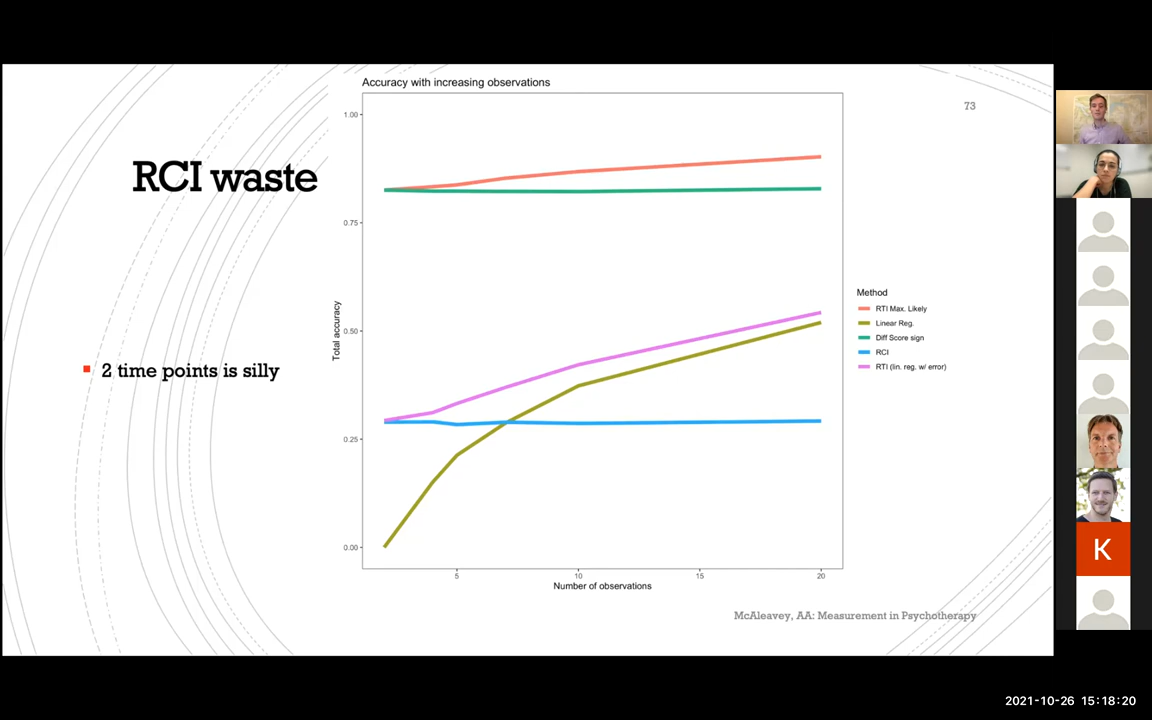 Accuracy with increasing observations
73
RCI waste
2 time points is silly
1.00
0.75
0.50
0.25
0.00
Total accuracy
5
10
15
20
Number of observations
Method
RTI Max. Likely
Linear Reg.
Diff Score sign
RCI
RTI (lin. reg. w/ error)
McAleavey, AA: Measurement in Psychotherapy
K
2021-10-26 15:18:20